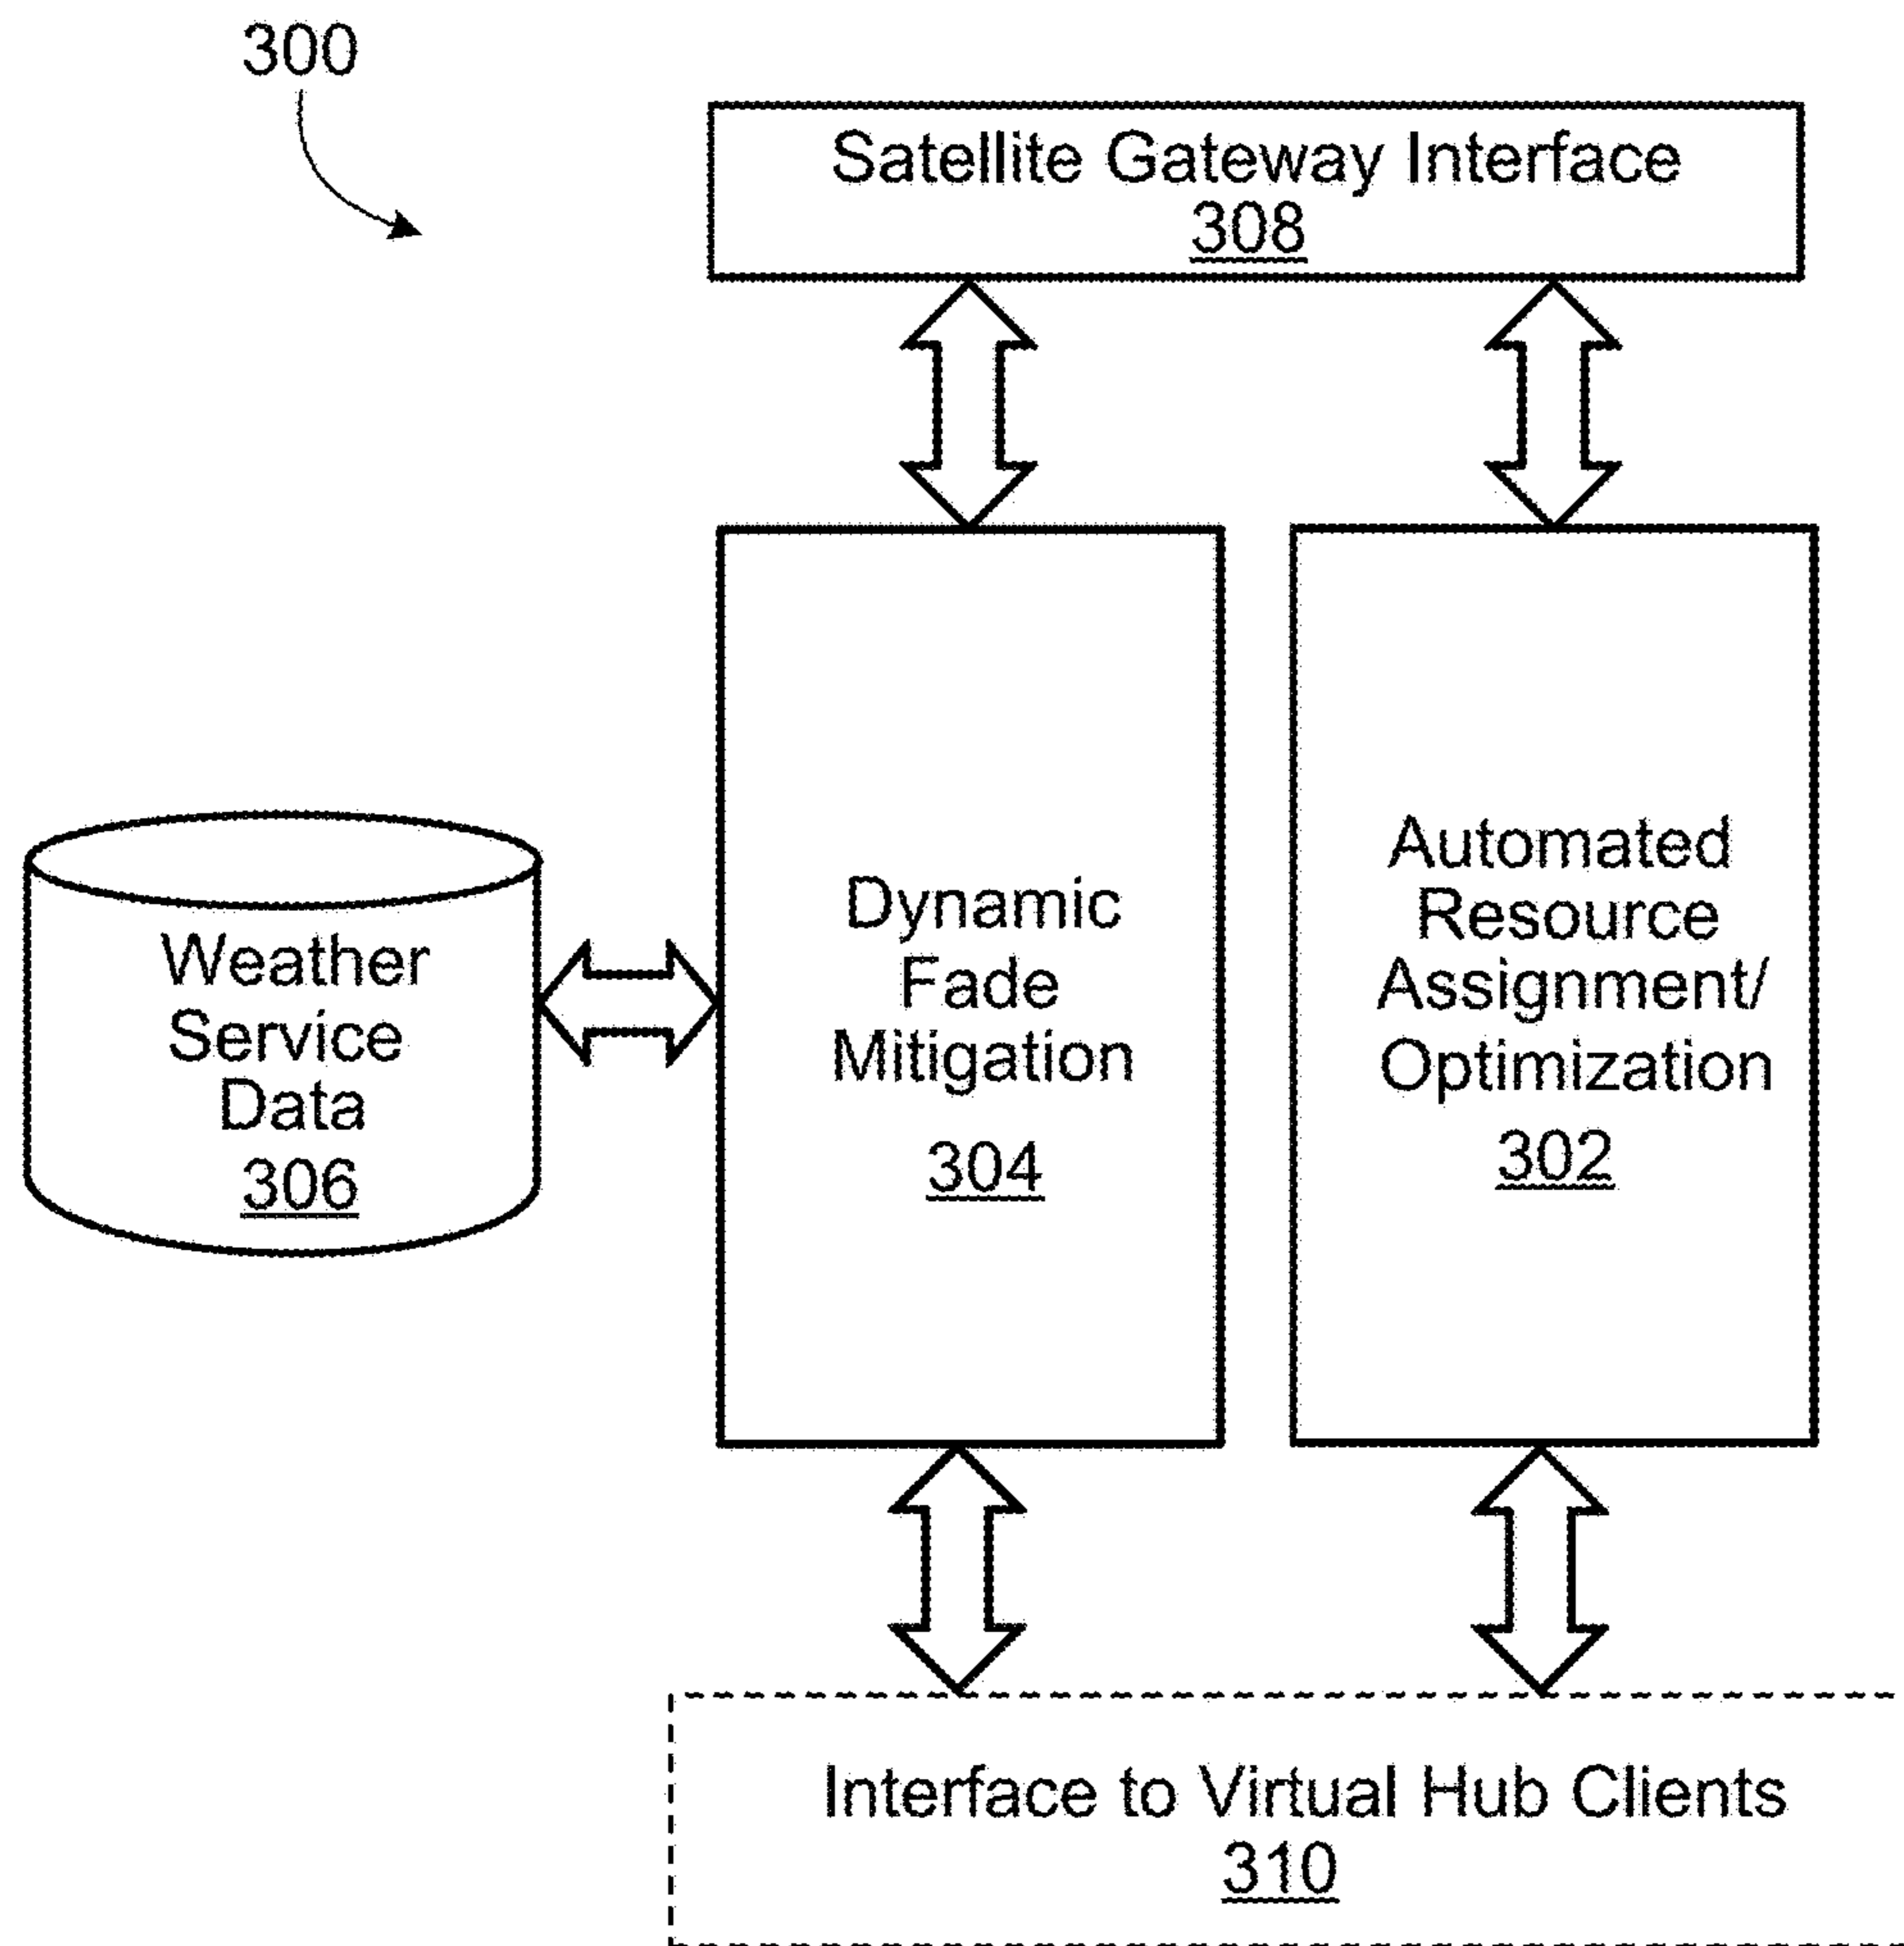 300
Satellite Gateway Interface
308
Weather
Service
Data
306
Dynamic
Fade
Mitigation
304
Automated
Resource
Assignment/
Optimization
302
Interface to Virtual Hub Clients
310